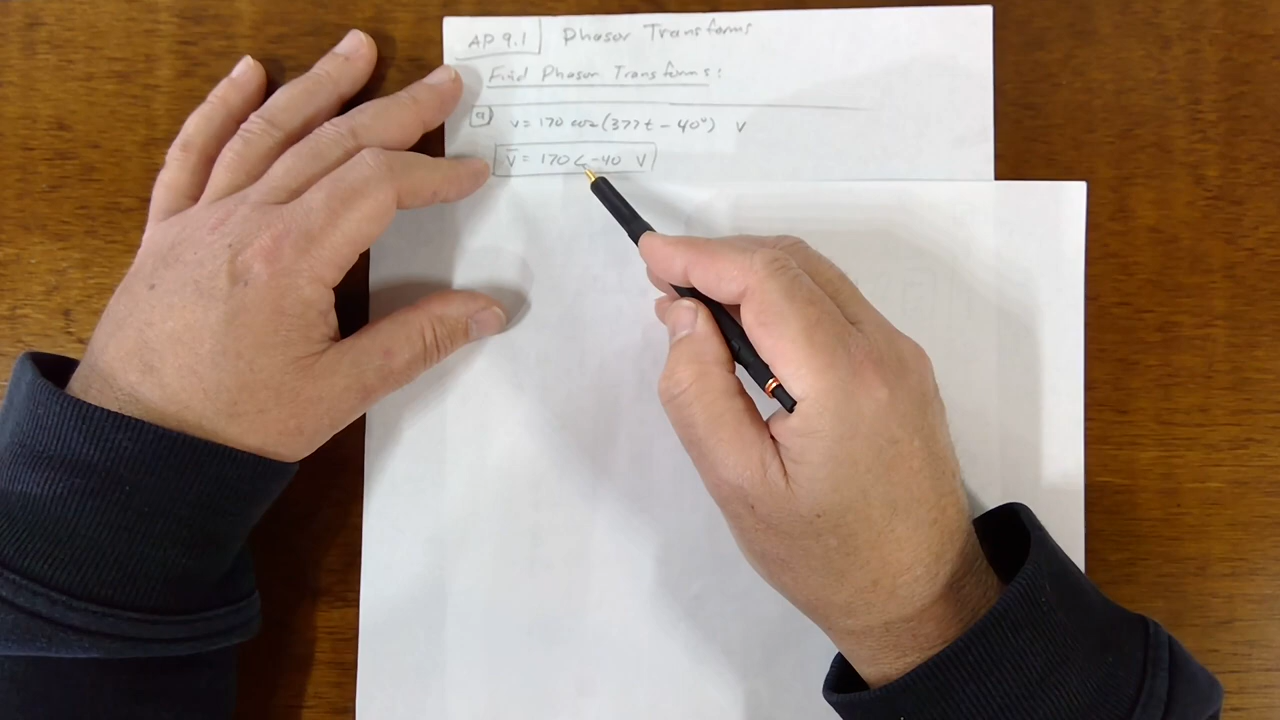 AP 9.1 Phasor Transforms
Find Phasor Transforms:
a v = 170 cos(377t - 40°) V
V̅ = 170∠-40 V